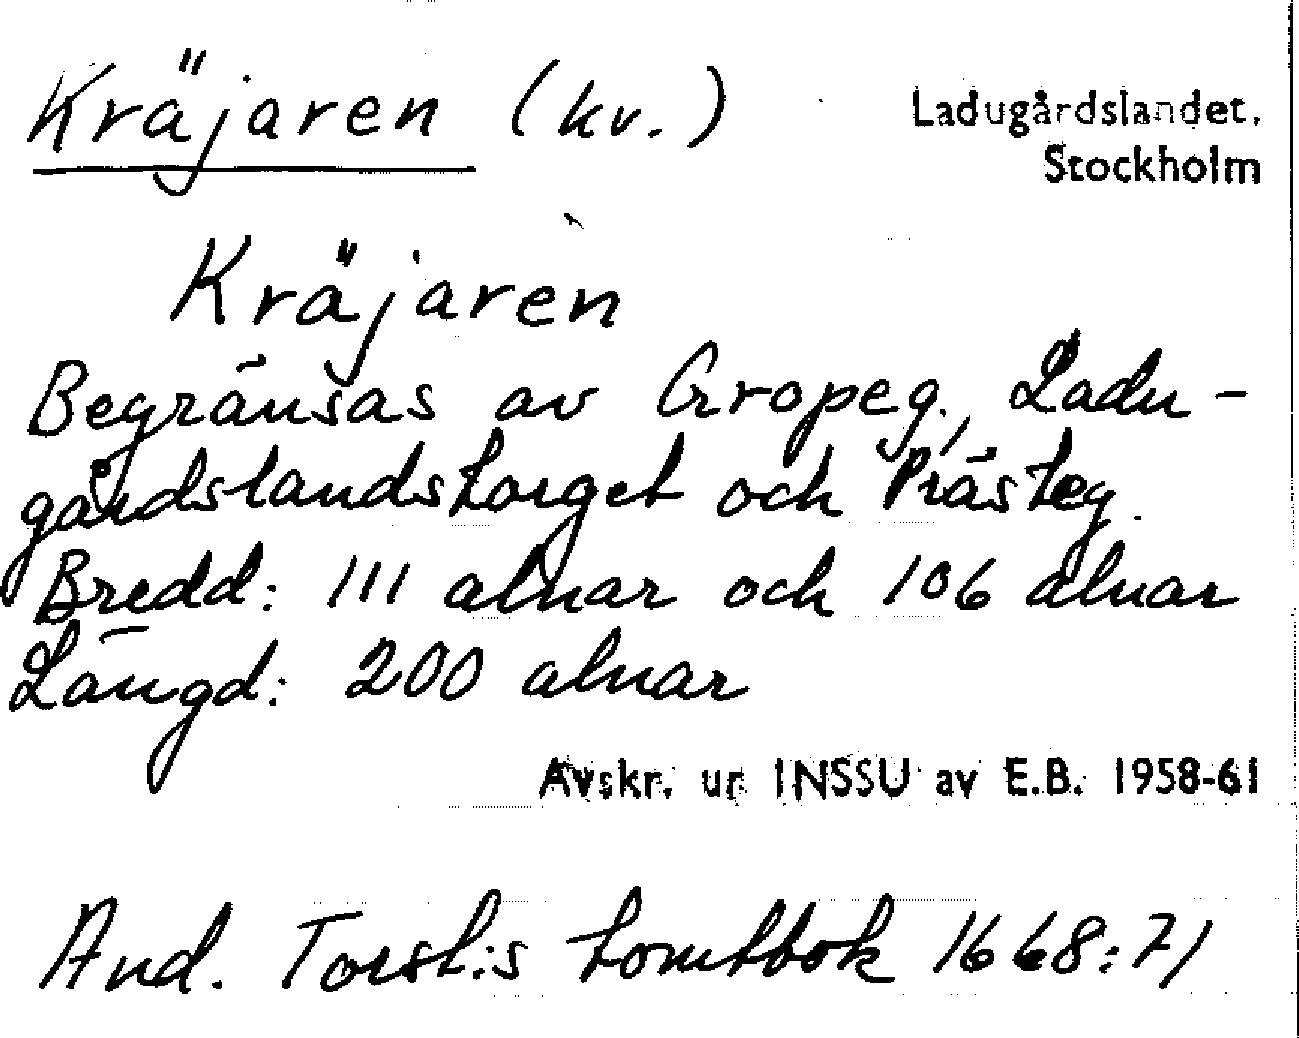 Kräjaren (kv.)
Ladugårdslandet.
Stockholm
Kräjaren
Begränsas av Gropeg., Ladu-
gårdslandstorget och Prästeg.
Bredd: 111 alnar och 106 alnar
Längd: 200 alnar
Avskr. ur INSSU av E.B. 1958-61
And. Torst:s tomtbok 1668:71